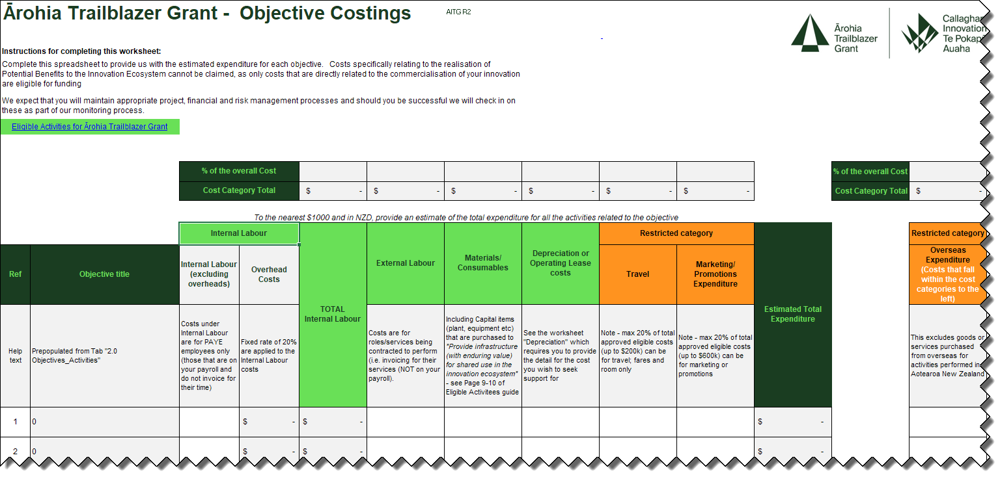 Ārohia Trailblazer Grant -  Objective Costings
AITG R2
Ārohia
Trailblazer
Grant
Callaghan
Innovation
Te Pokapū
Auaha
-
Instructions for completing this worksheet:
Complete this spreadsheet to provide us with the estimated expenditure for each objective.   Costs specifically relating to the realisation of
Potential Benefits to the Innovation Ecosystem cannot be claimed, as only costs that are directly related to the commercialisation of your innovation
are eligible for funding
We expect that you will maintain appropriate project, financial and risk management processes and should you be successful we will check in on
these as part of our monitoring process.
Eligible Activities for Ārohia Trailblazer Grant
% of the overall Cost
% of the overall Cost
Cost Category Total $ - $ - $ - $ - $ - $ -
Cost Category Total $ -
To the nearest $1000 and in NZD, provide an estimate of the total expenditure for all the activities related to the objective
Ref
Objective title
Internal Labour
Internal Labour
(excluding
overheads)
Overhead
Costs
TOTAL
Internal Labour
External Labour
Materials/
Consumables
Depreciation or
Operating Lease
costs
Restricted category
Travel
Marketing/
Promotions
Expenditure
Estimated Total
Expenditure
Restricted category
Overseas
Expenditure
(Costs that fall
within the cost
categories to the
left)
Help
text
Prepopulated from Tab "2.0
Objectives_Activities"
Costs under
Internal Labour
are for PAYE
employees only
(those that are on
your payroll and
do not invoice for
their time)
Fixed rate of 20%
are applied to the
Internal Labour
costs
Costs are for
roles/services being
contracted to perform
(i.e. invoicing for their
services (NOT on your
payroll).
Including Capital items
(plant, equipment etc)
that are purchased to
"Provide infrastructure
(with enduring value)
for shared use in the
innovation ecosystem"
- see Page 9-10 of
Eligible Activitees guide
See the worksheet
"Depreciation" which
requires you to provide
the detail for the cost
you wish to seek
support for
Note - max 20% of total
approved eligible costs
(up to $200k) can be
for travel; fares and
room only
Note - max 20% of total
approved eligible costs
(up to $600k) can be
for marketing or
promotions
This excludes goods or
services purchased
from overseas for
activities performed in
Aotearoa New Zealand
1 0 $ - $ - $ -
2 0 $ - $ - $ -